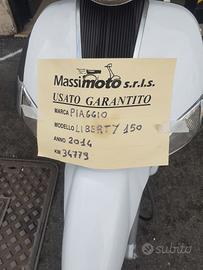 Massimoto s.r.l.s.
USATO GARANTITO
MARCA PIAGGIO
MODELLO LIBERTY 150
ANNO 2014
KM 34779
subito